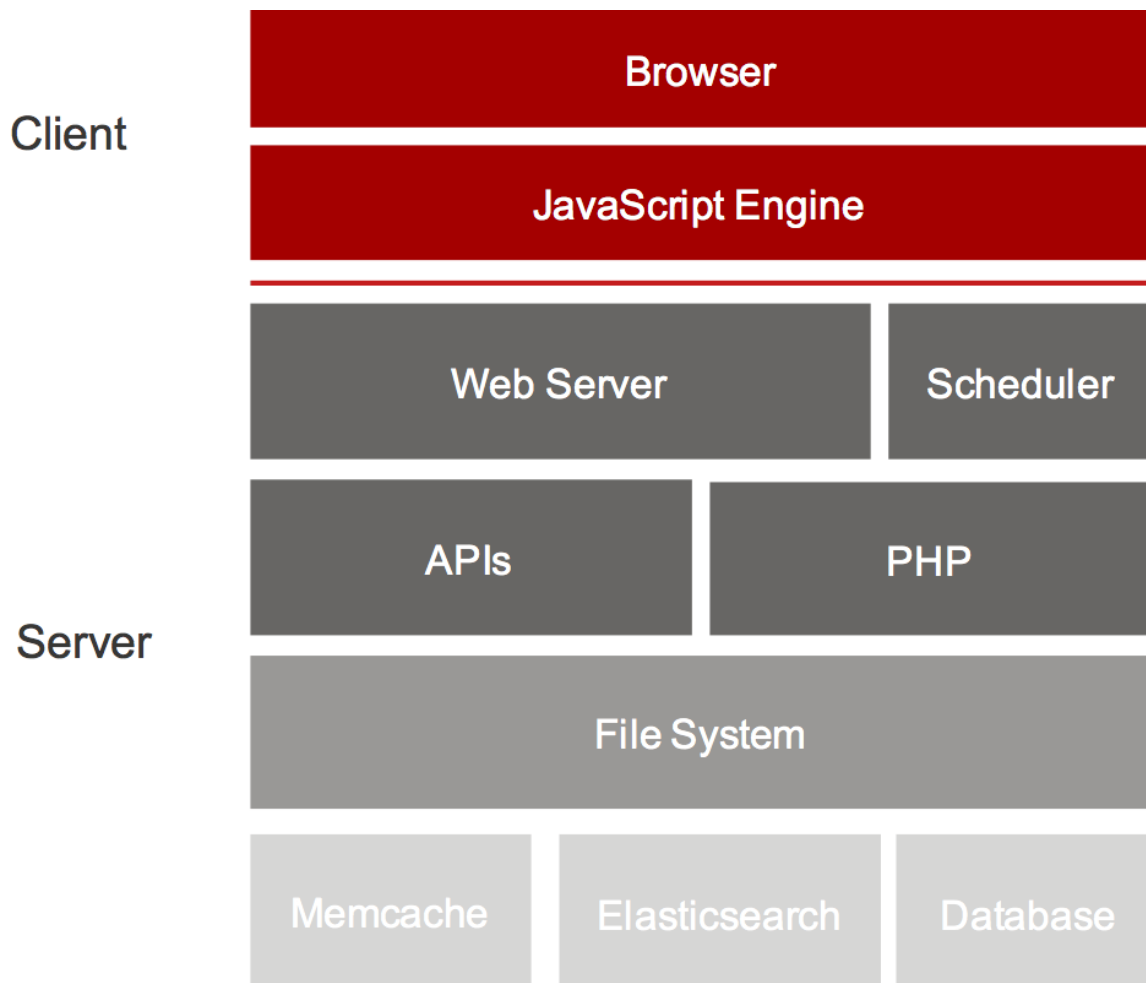 Browser
Client
JavaScript Engine
Web Server
Scheduler
APIs
PHP
Server
File System
Memcache
Elasticsearch
Database